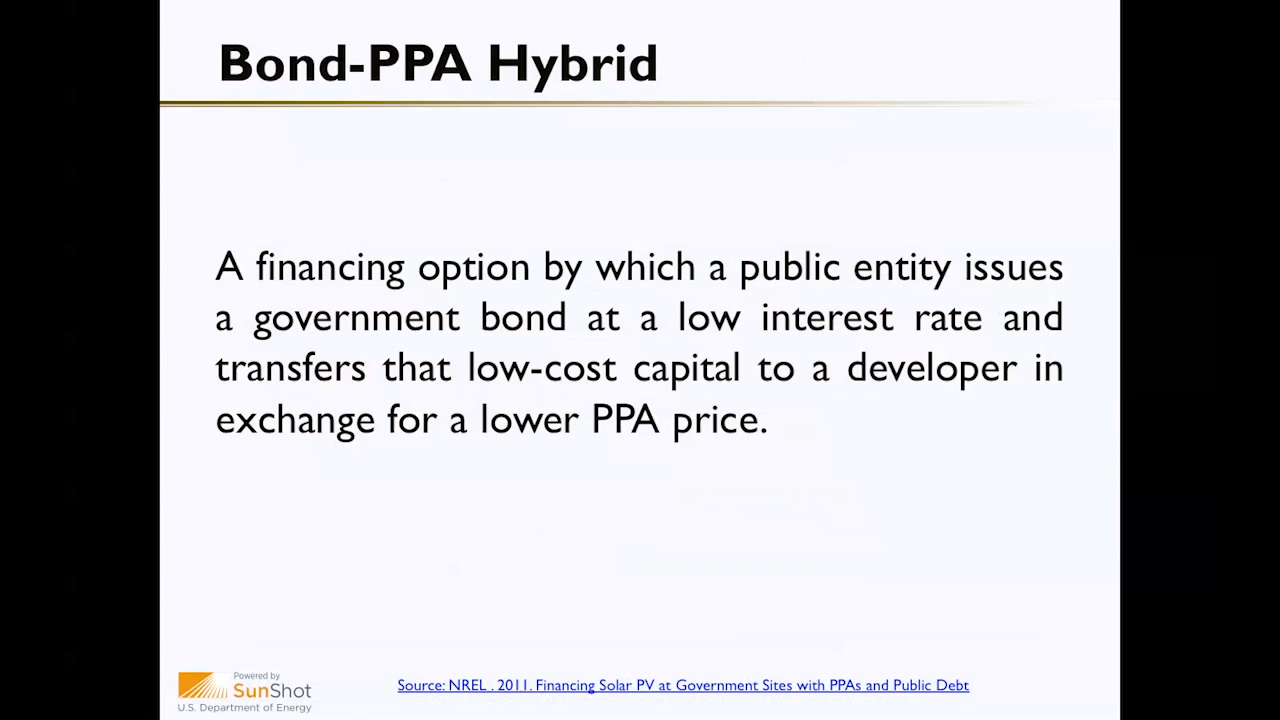 Bond-PPA Hybrid
A financing option by which a public entity issues
a government bond at a low interest rate and
transfers that low-cost capital to a developer in
exchange for a lower PPA price.
Powered by
SunShot
U.S. Department of Energy
Source: NREL . 2011. Financing Solar PV at Government Sites with PPAs and Public Debt